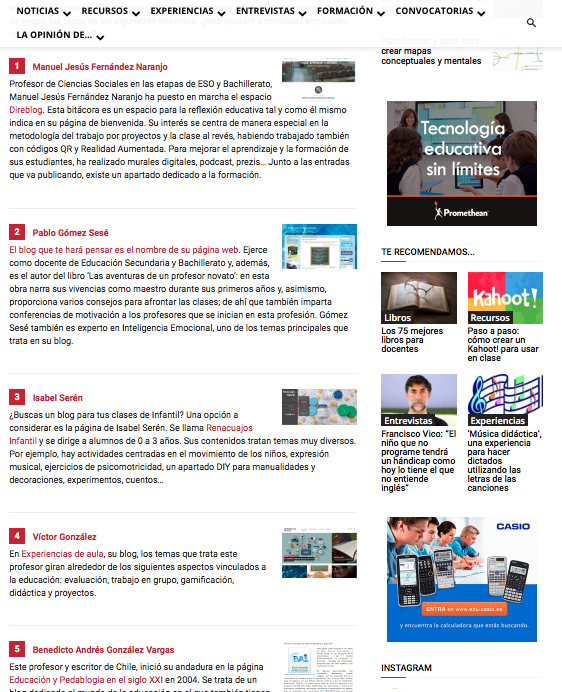 NOTICIAS
RECURSOS
EXPERIENCIAS
ENTREVISTAS
FORMACIÓN
CONVOCATORIAS
LA OPINIÓN DE...
1 Manuel Jesús Fernández Naranjo
Profesor de Ciencias Sociales en las etapas de ESO y Bachillerato,
Manuel Jesús Fernández Naranjo ha puesto en marcha el espacio
Direblog. Esta bitácora es un espacio para la reflexión educativa tal y como él mismo
indica en su página de bienvenida. Su interés se centra de manera especial en la
metodología del trabajo por proyectos y la clase al revés, habiendo trabajado también
con códigos QR y Realidad Aumentada. Para mejorar el aprendizaje y la formación de
sus estudiantes, ha realizado murales digitales, podcast, prezis... Junto a las entradas
que va publicando, existe un apartado dedicado a la formación.
2 Pablo Gómez Sesé
El blog que te hará pensar es el nombre de su página web. Ejerce
como docente de Educación Secundaria y Bachillerato y, además,
es el autor del libro ‘Las aventuras de un profesor novato’: en esta
obra narra sus vivencias como maestro durante sus primeros años y, asimismo,
proporciona varios consejos para afrontar las clases; de ahí que también imparta
conferencias de motivación a los profesores que se inician en esta profesión. Gómez
Sesé también es experto en Inteligencia Emocional, uno de los temas principales que
trata en su blog.
3 Isabel Serén
¿Buscas un blog para tus clases de Infantil? Una opción a
considerar es la página de Isabel Serén. Se llama Renacuajos
Infantil y se dirige a alumnos de 0 a 3 años. Sus contenidos tratan temas muy diversos.
Por ejemplo, hay actividades centradas en el movimiento de los niños, expresión
musical, ejercicios de psicomotricidad, un apartado DIY para manualidades y
decoraciones, experimentos, cuentos...
4 Víctor González
En Experiencias de aula, su blog, los temas que trata este
profesor giran alrededor de los siguientes aspectos vinculados a
la educación: evaluación, trabajo en grupo, gamificación,
didáctica y proyectos.
5 Benedicto Andrés González Vargas
Este profesor y escritor de Chile, inició su andadura en la página
Educación y Pedablogía en el siglo XXI en 2004. Se trata de un
blog dedicado al mundo de la educación en el que también tienen
crear mapas
conceptuales y mentales
Tecnología
educativa
sin límites
Promethean
TE RECOMENDAMOS...
Libros
Los 75 mejores
libros para
docentes
Kahoot!
Recursos
Paso a paso:
cómo crear un
Kahoot! para usar
en clase
Entrevistas
Francisco Vico: “El
niño que no
programe tendrá
un hándicap como
hoy lo tiene el que
no entiende
inglés”
Experiencias
‘Música didáctica’,
una experiencia
para hacer
dictados
utilizando las
letras de las
canciones
CASIO
ENTRA en www.edu-casio.es
y encuentra la calculadora que estás buscando.
INSTAGRAM